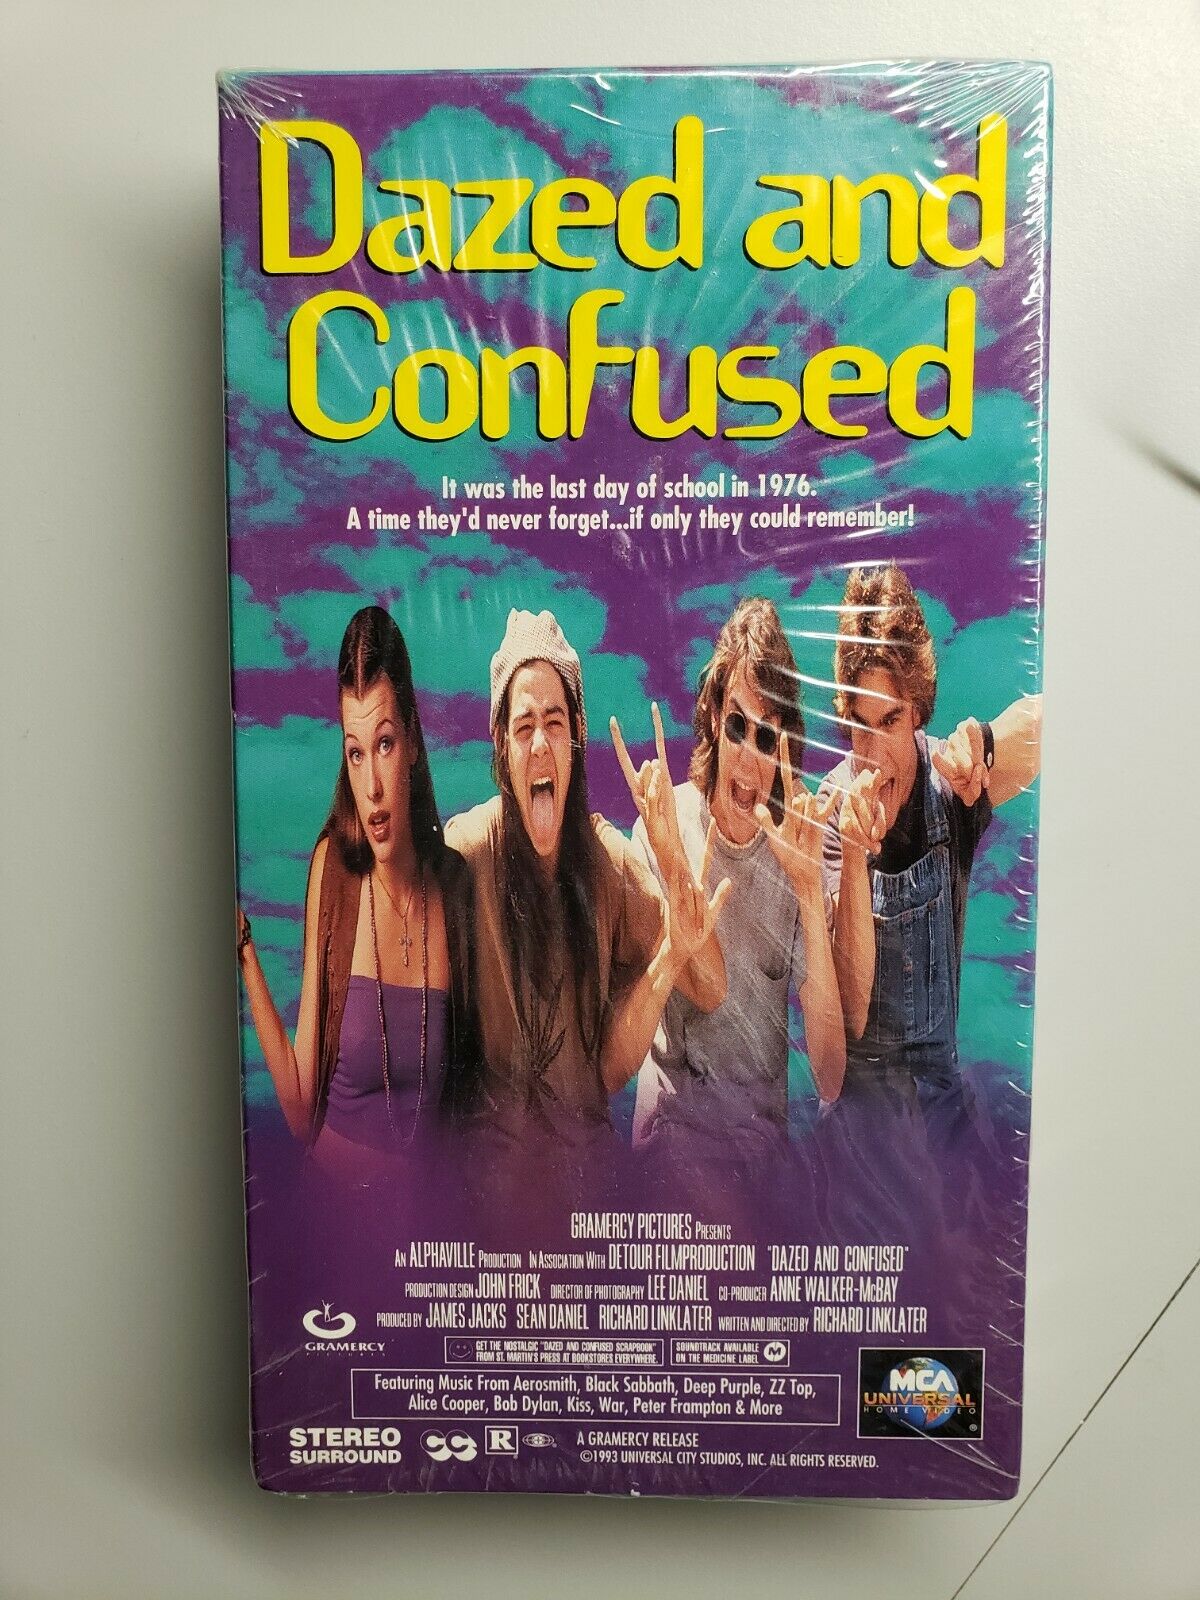 Dazed and
Confused
It was the last day of school in 1976.
A time they'd never forget...if only they could remember!
GRAMERCY PICTURES PRESENTS
AN ALPHAVILLE PRODUCTION IN ASSOCIATION WITH DETOUR FILMPRODUCTION "DAZED AND CONFUSED"
PRODUCTION DESIGN JOHN FRICK DIRECTOR OF PHOTOGRAPHY LEE DANIEL CO-PRODUCER ANNE WALKER-McBAY
PRODUCED BY JAMES JACKS SEAN DANIEL RICHARD LINKLATER WRITTEN AND DIRECTED BY RICHARD LINKLATER
GRAMERCY
PICTURES
GET THE NOSTALGIC "DAZED AND CONFUSED SCRAPBOOK"
FROM ST. MARTIN'S PRESS AT BOOKSTORES EVERYWHERE.
SOUNDTRACK AVAILABLE
ON THE MEDICINE LABEL
M
Featuring Music From Aerosmith, Black Sabbath, Deep Purple, ZZ Top,
Alice Cooper, Bob Dylan, Kiss, War, Peter Frampton & More
MCA
UNIVERSAL
HOME VIDEO
®
STEREO
SURROUND
CC
R
A GRAMERCY RELEASE
©1993 UNIVERSAL CITY STUDIOS, INC. ALL RIGHTS RESERVED.